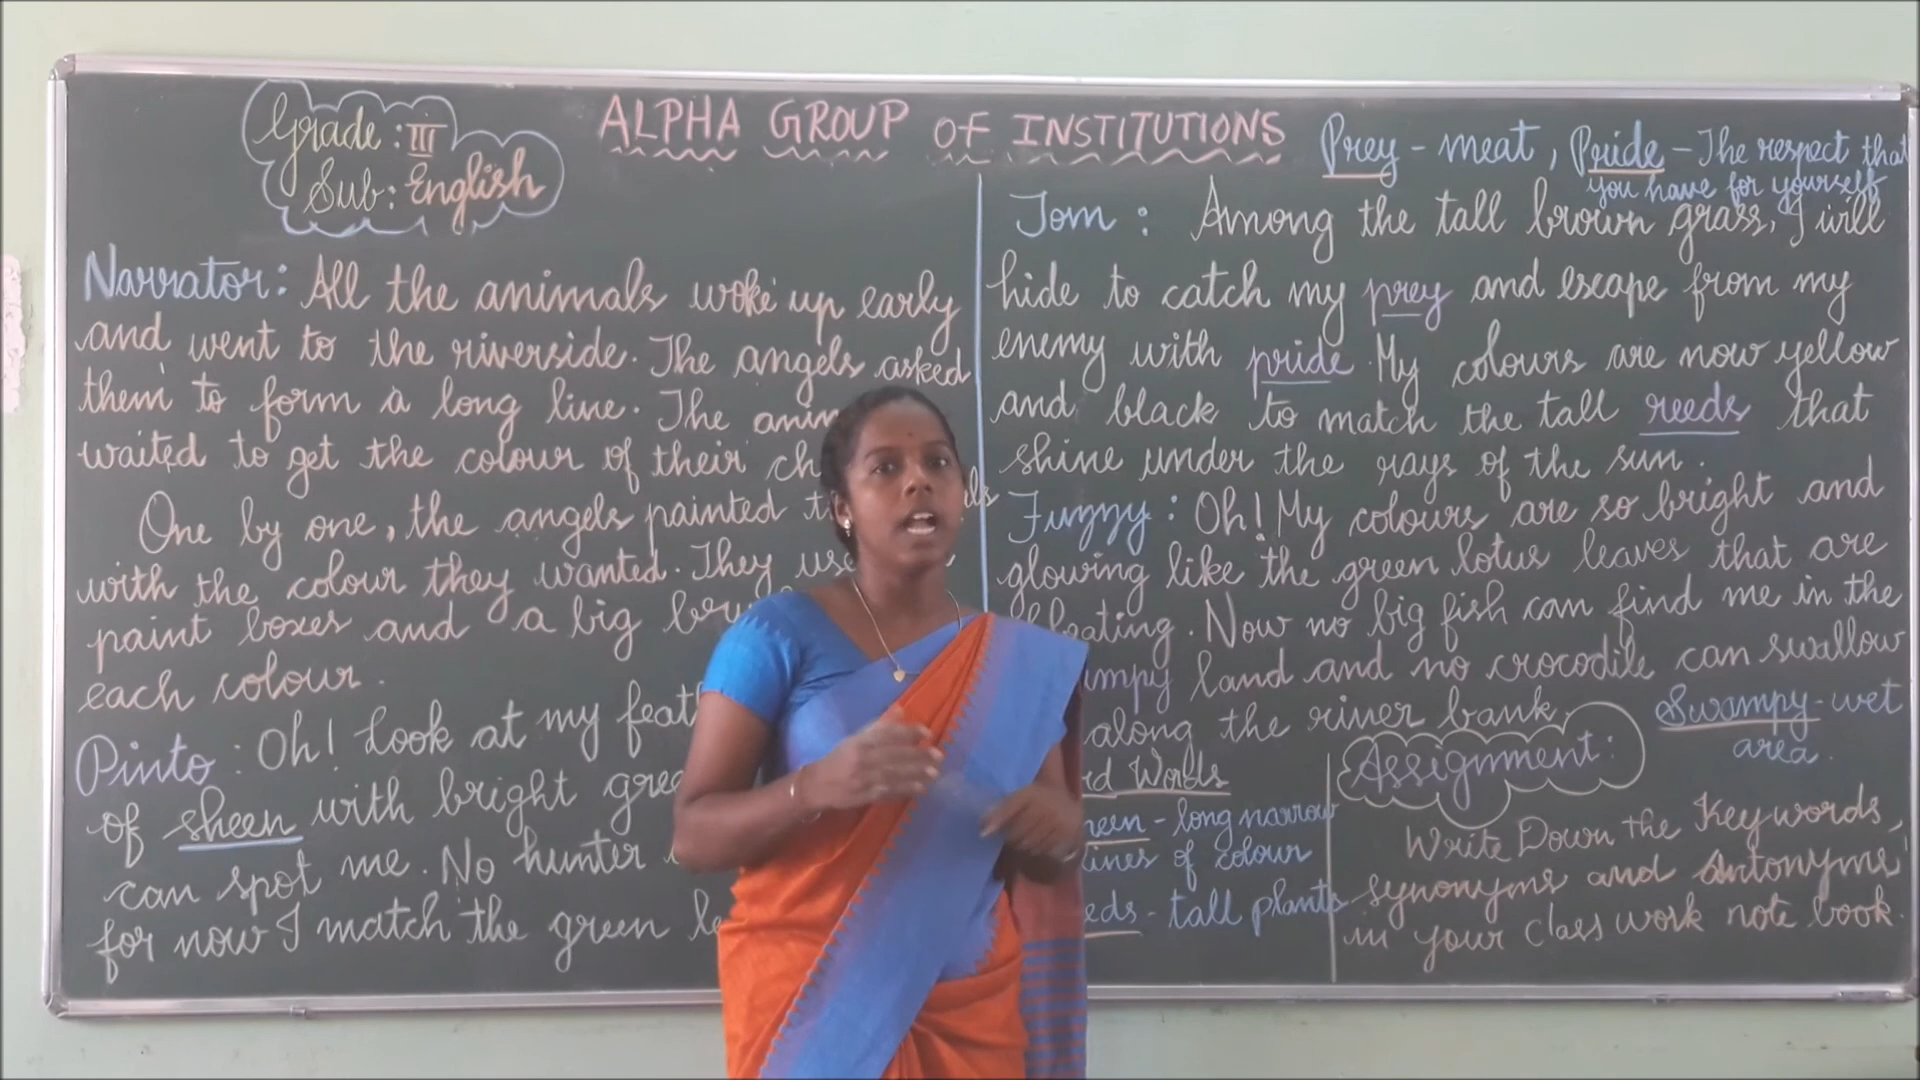 Grade : III
Sub : English
ALPHA GROUP OF INSTITUTIONS
Prey - meat, Pride - The respect that
you have for yourself
Narrator: All the animals woke up early
and went to the riverside. The angels asked
them to form a long line. The
waited to get the colour of their
One by one, the angels painted
with the colour they wanted. They
paint boxes and a big
each colour.
Pinto : Oh! Look at my
of sheen with bright
can spot me. No hunter
for now I match the green
Tom : Among the tall brown grass, I will
hide to catch my prey and escape from my
enemy with pride. My colours are now yellow
and black to match the tall reeds that
shine under the rays of the sun.
Fuzzy : Oh! My colours are so bright and
glowing like the green lotus leaves that are
floating. Now no big fish can find me in the
land and no crocodile can swallow
along the river bank.
Swampy - wet
area.
Words
- long narrow
lines of colour
- tall plants
Assignment:
Write Down the Keywords,
synonyms and Antonyms
in your class work note book.